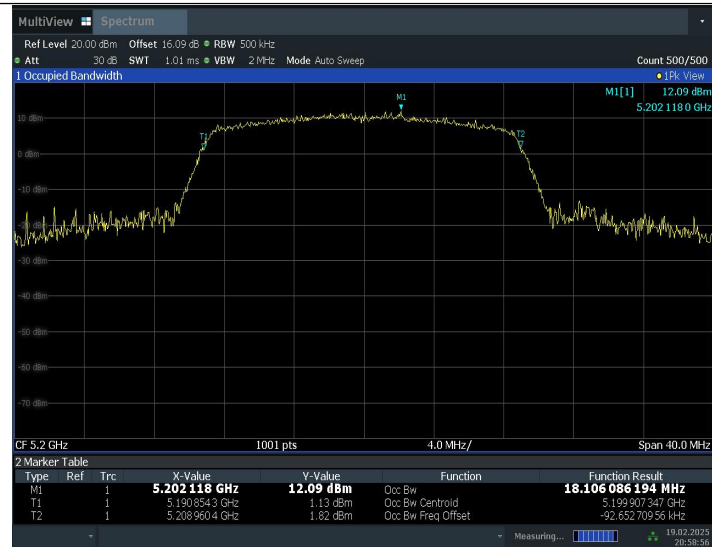 MultiView Spectrum
Ref Level 20.00 dBm Offset 16.09 dB RBW 500 kHz
Att 30 dB SWT 1.01 ms VBW 2 MHz Mode Auto Sweep Count 500/500
1 Occupied Bandwidth 1Pk View
M1[1] 12.09 dBm
5.202 118 0 GHz
M1
10 dBm
T1 T2
0 dBm
-10 dBm
-20 dBm
-30 dBm
-40 dBm
-50 dBm
-60 dBm
-70 dBm
CF 5.2 GHz 1001 pts 4.0 MHz/ Span 40.0 MHz
2 Marker Table
Type Ref Trc X-Value Y-Value Function Function Result
M1 1 5.202 118 GHz 12.09 dBm Occ Bw 18.106 086 194 MHz
T1 1 5.190 854 3 GHz 1.13 dBm Occ Bw Centroid 5.199 907 347 GHz
T2 1 5.208 960 4 GHz 1.82 dBm Occ Bw Freq Offset -92.652 709 56 kHz
Measuring... 19.02.2025
20:58:56